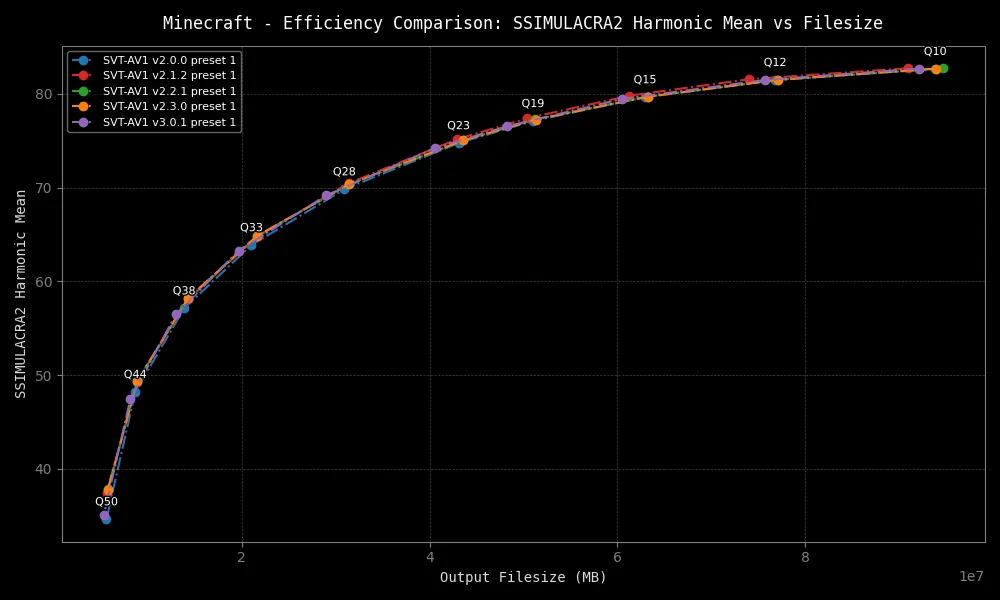 Minecraft - Efficiency Comparison: SSIMULACRA2 Harmonic Mean vs Filesize
SVT-AV1 v2.0.0 preset 1
SVT-AV1 v2.1.2 preset 1
SVT-AV1 v2.2.1 preset 1
SVT-AV1 v2.3.0 preset 1
SVT-AV1 v3.0.1 preset 1
Q10
Q12
Q15
Q19
Q23
Q28
Q33
Q38
Q44
Q50
80
70
60
50
40
SSIMULACRA2 Harmonic Mean
2
4
6
8
1e7
Output Filesize (MB)